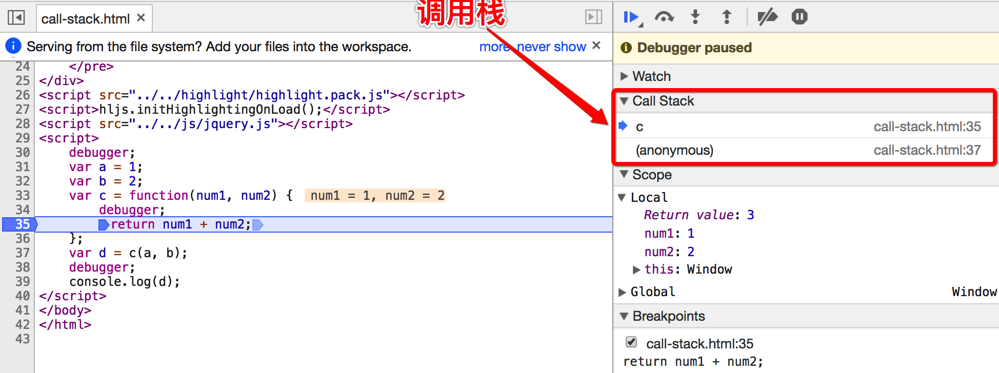 调用栈
call-stack.html ×
Serving from the file system? Add your files into the workspace. more never show ×
24 </pre>
25 </div>
26 <script src="../../highlight/highlight.pack.js"></script>
27 <script>hljs.initHighlightingOnLoad();</script>
28 <script src="../../js/jquery.js"></script>
29 <script>
30 debugger;
31 var a = 1;
32 var b = 2;
33 var c = function(num1, num2) { num1 = 1, num2 = 2
34 debugger;
35 return num1 + num2;
36 };
37 var d = c(a, b);
38 debugger;
39 console.log(d);
40 </script>
41 </body>
42 </html>
43
Debugger paused
Watch
Call Stack
c call-stack.html:35
(anonymous) call-stack.html:37
Scope
Local
Return value: 3
num1: 1
num2: 2
this: Window
Global Window
Breakpoints
call-stack.html:35
return num1 + num2;